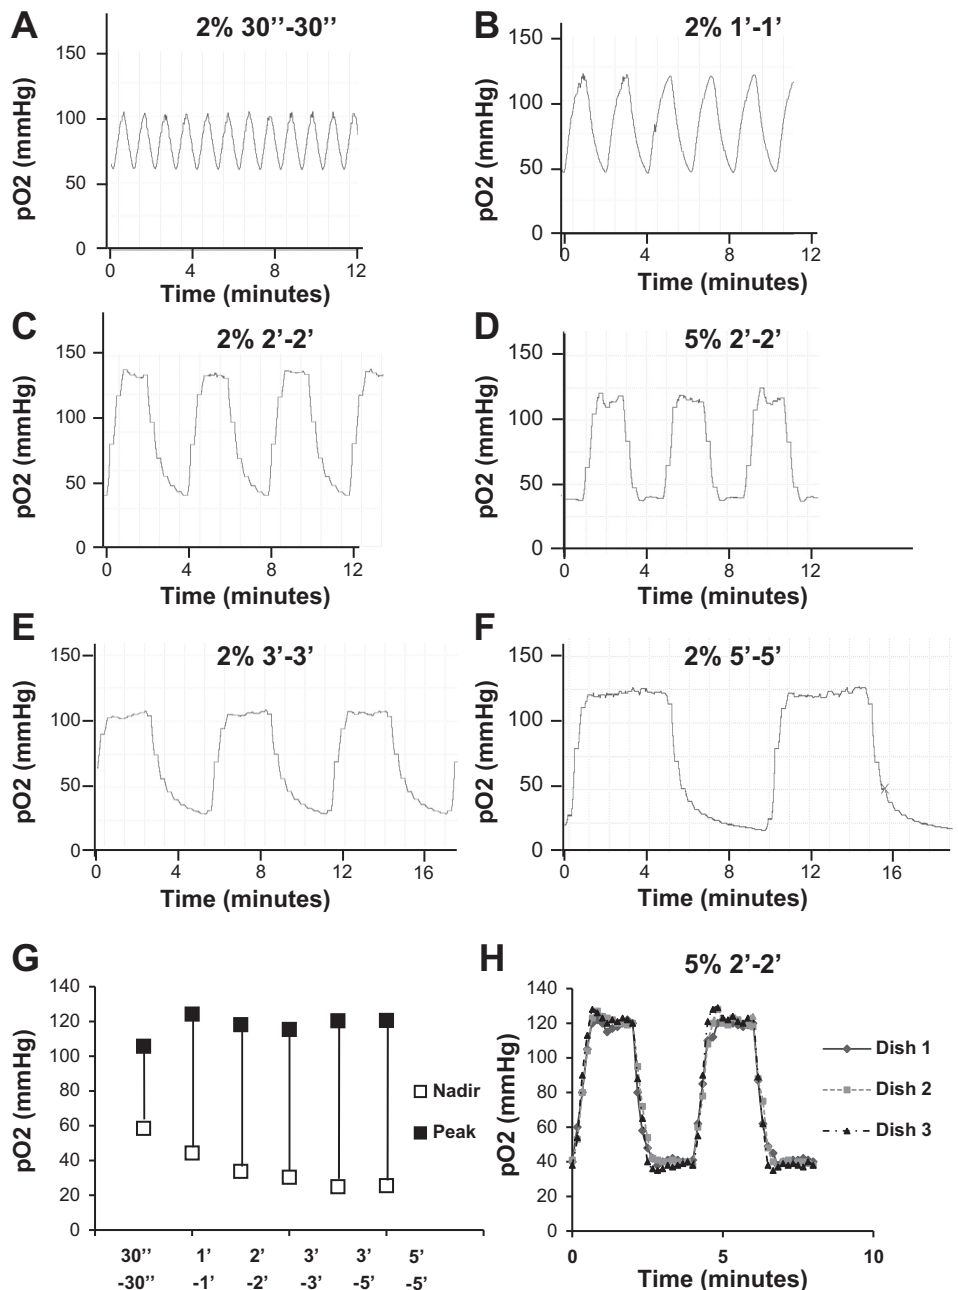 A
2% 30’’-30’’
pO2 (mmHg)
150
100
50
0
0 4 8 12
Time (minutes)
B
2% 1’-1’
pO2 (mmHg)
150
100
50
0
0 4 8 12
Time (minutes)
C
2% 2’-2’
pO2 (mmHg)
150
100
50
0
0 4 8 12
Time (minutes)
D
5% 2’-2’
pO2 (mmHg)
150
100
50
0
0 4 8 12
Time (minutes)
E
2% 3’-3’
pO2 (mmHg)
150
100
50
0
0 4 8 12 16
Time (minutes)
F
2% 5’-5’
pO2 (mmHg)
150
100
50
0
0 4 8 12 16
Time (minutes)
G
pO2 (mmHg)
140
120
100
80
60
40
20
0
Nadir
Peak
30’’ 1’ 2’ 3’ 3’ 5’
-30’’ -1’ -2’ -3’ -5’ -5’
H
5% 2’-2’
pO2 (mmHg)
140
120
100
80
60
40
20
0
0 5 10
Time (minutes)
Dish 1
Dish 2
Dish 3